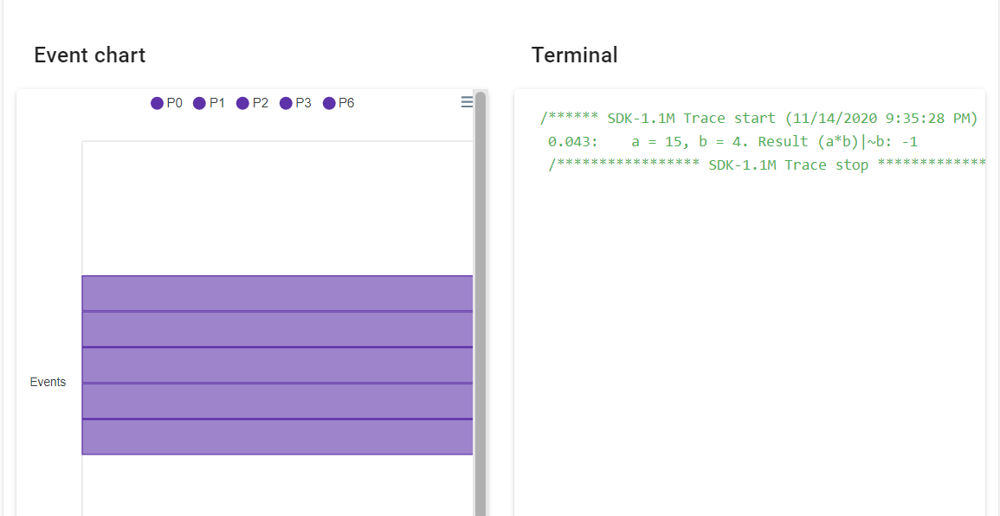 Event chart
P0 P1 P2 P3 P6
Events
Terminal
/****** SDK-1.1M Trace start (11/14/2020 9:35:28 PM)
0.043: a = 15, b = 4. Result (a*b)|~b: -1
/***************** SDK-1.1M Trace stop *************